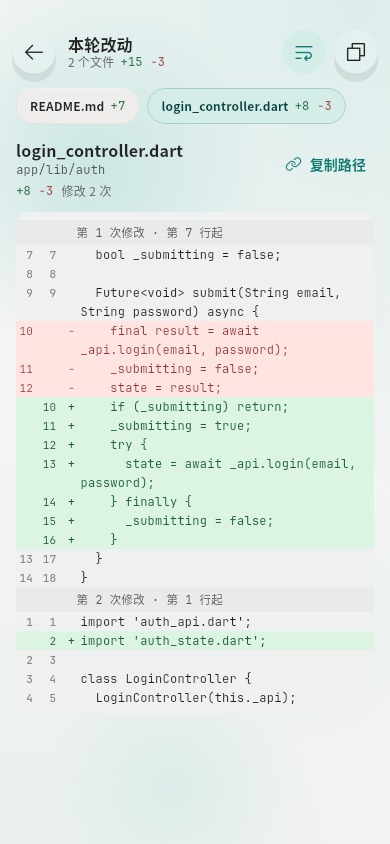 本轮改动
2 个文件 +15 -3
README.md +7
login_controller.dart +8 -3
login_controller.dart
app/lib/auth
复制路径
+8 -3 修改 2 次
第 1 次修改 · 第 7 行起
7 7 bool _submitting = false;
8 8
9 9 Future<void> submit(String email,
String password) async {
10 - final result = await
_api.login(email, password);
11 - _submitting = false;
12 - state = result;
10 + if (_submitting) return;
11 + _submitting = true;
12 + try {
13 + state = await _api.login(email,
password);
14 + } finally {
15 + _submitting = false;
16 + }
13 17 }
14 18 }
第 2 次修改 · 第 1 行起
1 1 import 'auth_api.dart';
2 + import 'auth_state.dart';
2 3
3 4 class LoginController {
4 5 LoginController(this._api);